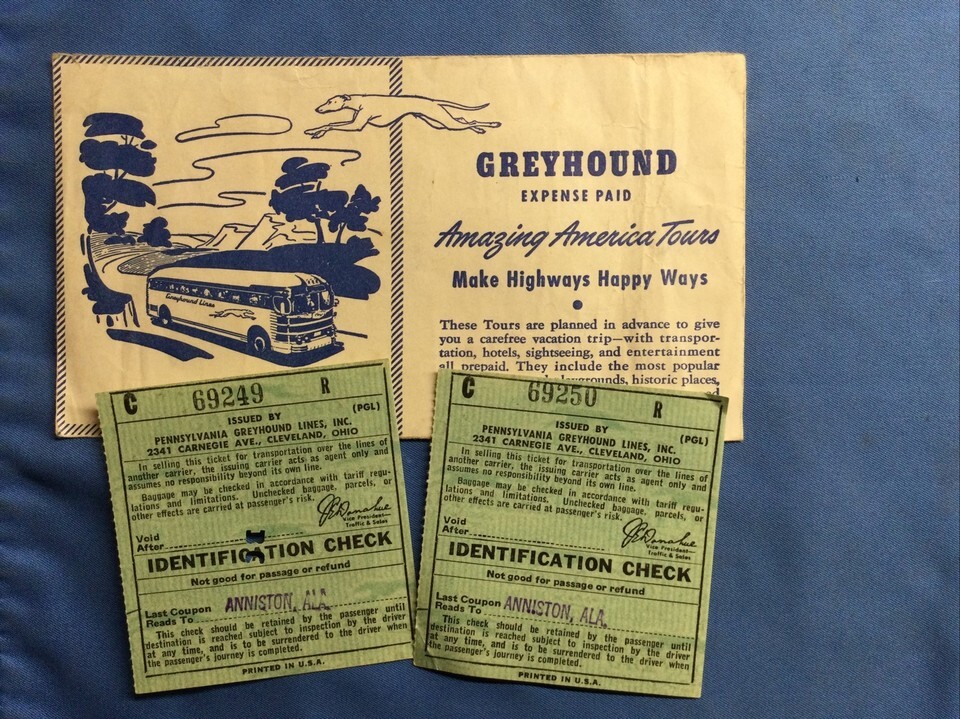 Greyhound Lines
GREYHOUND
EXPENSE PAID
Amazing America Tours
Make Highways Happy Ways
These Tours are planned in advance to give
you a carefree vacation trip—with transpor-
tation, hotels, sightseeing, and entertainment
all prepaid. They include the most popular
historic places,
C 69249 R
ISSUED BY (PGL)
PENNSYLVANIA GREYHOUND LINES, INC.
2341 CARNEGIE AVE., CLEVELAND, OHIO
In selling this ticket for transportation over the lines of
another carrier, the issuing carrier acts as agent only and
assumes no responsibility beyond its own line.
Baggage may be checked in accordance with tariff regu-
lations and limitations. Unchecked baggage, parcels, or
other effects are carried at passenger's risk.
Void
After
Vice President—
Traffic & Sales
IDENTIFICATION CHECK
Not good for passage or refund
Last Coupon
Reads To ANNISTON, ALA.
This check should be retained by the passenger until
destination is reached subject to inspection by the driver
at any time, and is to be surrendered to the driver when
the passenger's journey is completed.
PRINTED IN U.S.A.
C 69250 R
ISSUED BY (PGL)
PENNSYLVANIA GREYHOUND LINES, INC.
2341 CARNEGIE AVE., CLEVELAND, OHIO
In selling this ticket for transportation over the lines of
another carrier, the issuing carrier acts as agent only and
assumes no responsibility beyond its own line.
Baggage may be checked in accordance with tariff regu-
lations and limitations. Unchecked baggage, parcels, or
other effects are carried at passenger's risk.
Void
After
Vice President—
Traffic & Sales
IDENTIFICATION CHECK
Not good for passage or refund
Last Coupon
Reads To ANNISTON, ALA.
This check should be retained by the passenger until
destination is reached subject to inspection by the driver
at any time, and is to be surrendered to the driver when
the passenger's journey is completed.
PRINTED IN U.S.A.